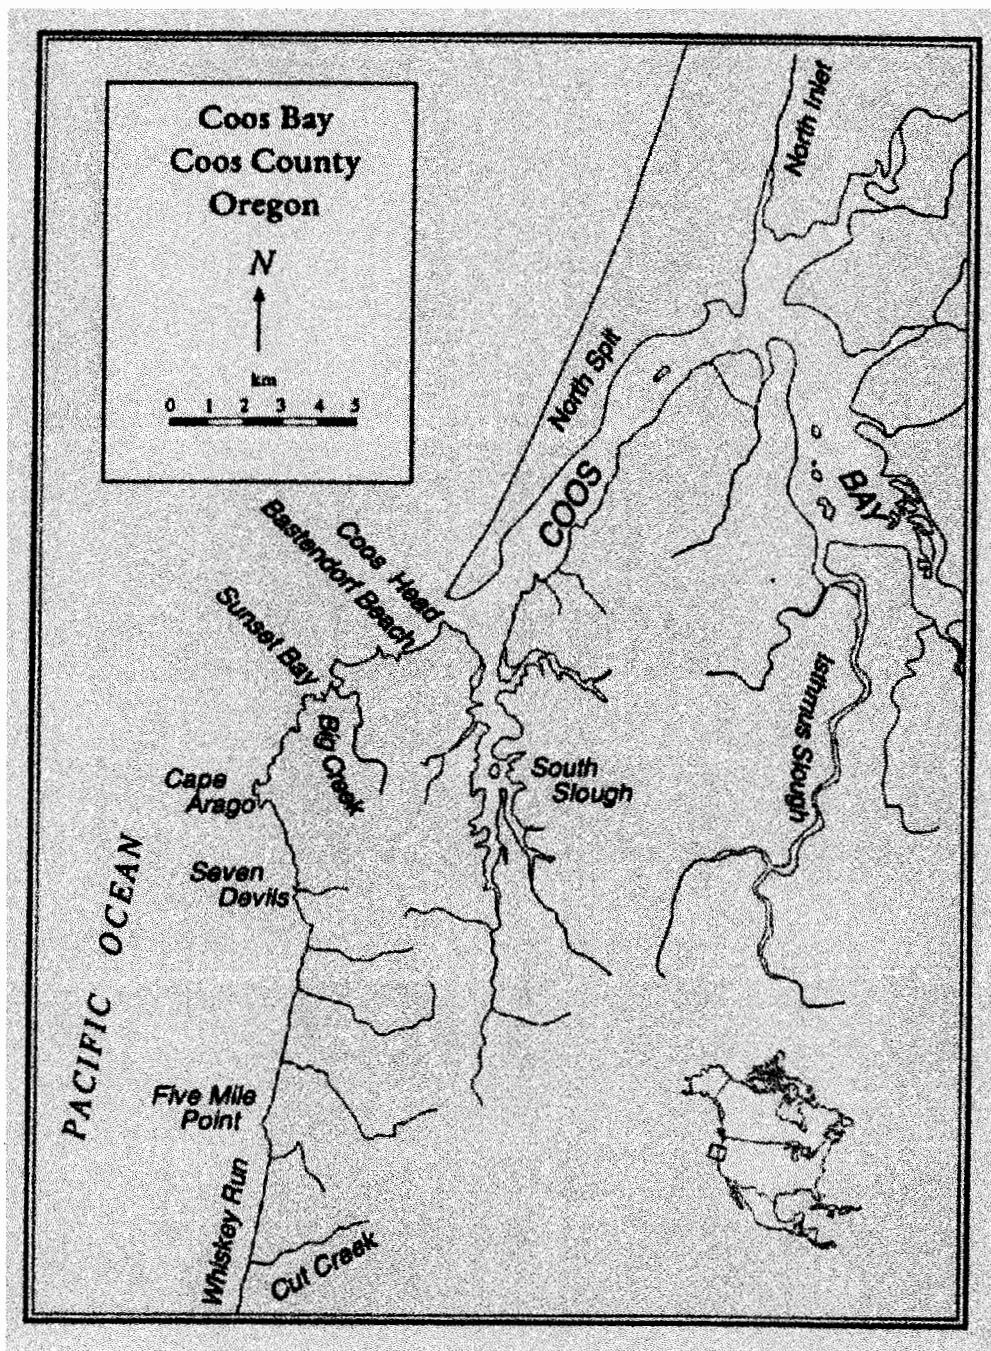 Coos Bay
Coos County
Oregon
N
km
0 1 2 3 4 5
North Inlet
North Spit
COOS
BAY
Coos Head
Bastendorf Beach
Sunset Bay
Big Creek
South
Slough
Isthmus Slough
Cape
Arago
Seven
Devils
PACIFIC OCEAN
Five Mile
Point
Whiskey Run
Cut Creek